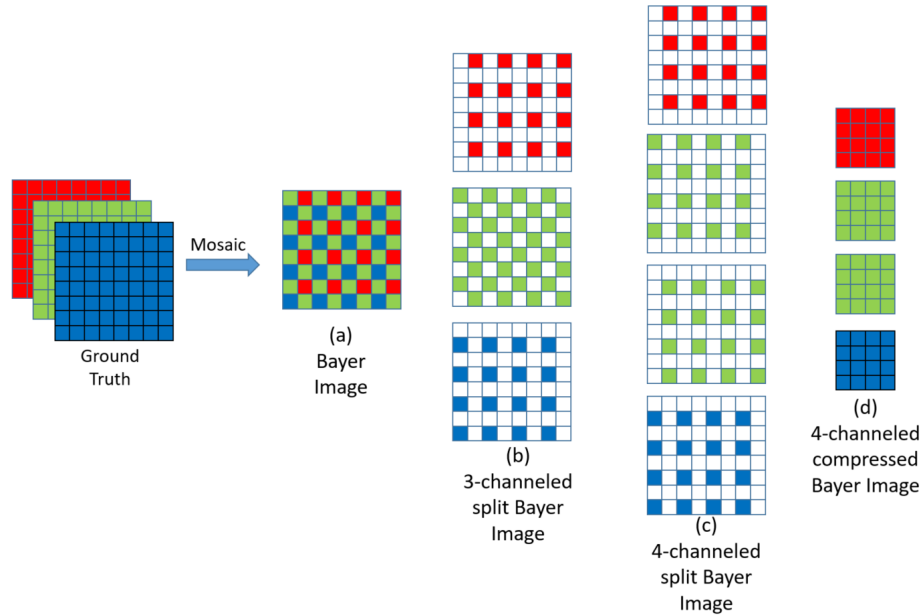 Mosaic
Ground
Truth
(a)
Bayer
Image
(b)
3-channeled
split Bayer
Image
(c)
4-channeled
split Bayer
Image
(d)
4-channeled
compressed
Bayer Image